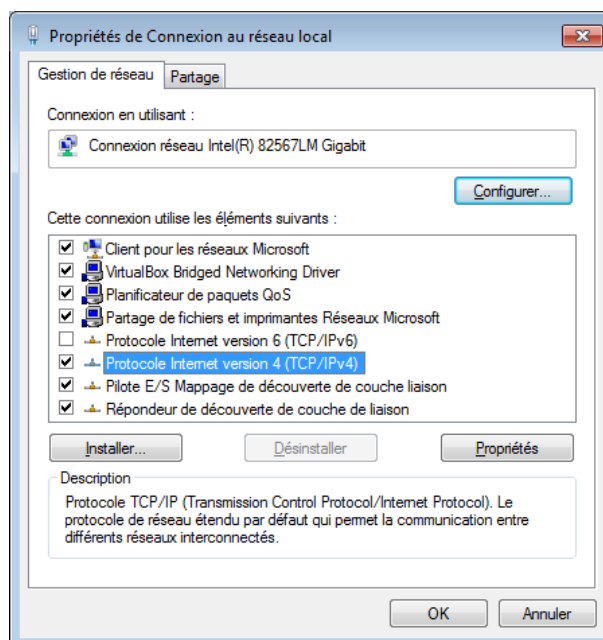 Propriétés de Connexion au réseau local
Gestion de réseau Partage
Connexion en utilisant :
Connexion réseau Intel(R) 82567LM Gigabit
Configurer...
Cette connexion utilise les éléments suivants :
Client pour les réseaux Microsoft
VirtualBox Bridged Networking Driver
Planificateur de paquets QoS
Partage de fichiers et imprimantes Réseaux Microsoft
Protocole Internet version 6 (TCP/IPv6)
Protocole Internet version 4 (TCP/IPv4)
Pilote E/S Mappage de découverte de couche liaison
Répondeur de découverte de couche de liaison
Installer... Désinstaller Propriétés
Description
Protocole TCP/IP (Transmission Control Protocol/Internet Protocol). Le
protocole de réseau étendu par défaut qui permet la communication entre
différents réseaux interconnectés.
OK Annuler